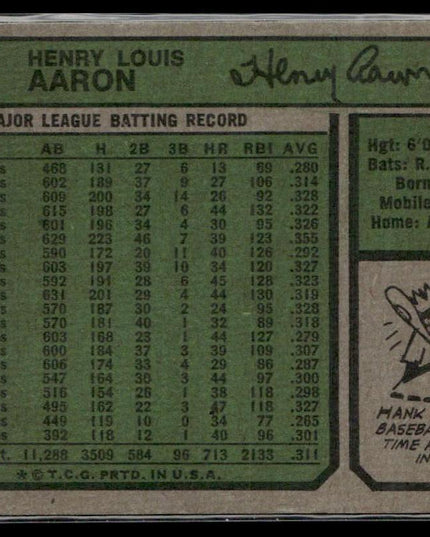 HENRY LOUIS
AARON
Henry Aaron
AJOR LEAGUE BATTING RECORD
AB H 2B 3B HR RBI AVG
s 468 131 27 6 13 69 .280
s 602 189 37 9 27 106 .314
s 609 200 34 14 26 92 .328
s 615 198 27 6 44 132 .322
s 601 196 34 4 30 95 .326
s 629 223 46 7 39 123 .355
s 590 172 20 11 40 126 .292
s 603 197 39 10 34 120 .327
s 592 191 28 6 45 128 .323
s 631 201 29 4 44 130 .319
s 570 187 30 2 24 95 .328
s 570 181 40 1 32 89 .318
s 603 168 23 1 44 127 .279
s 600 184 37 3 39 109 .307
s 606 174 33 4 29 86 .287
s 547 164 30 3 44 97 .300
s 516 154 26 1 38 118 .298
s 495 162 22 3 47 118 .327
s 449 119 10 0 34 77 .265
s 392 118 12 1 40 96 .301
t. 11,288 3509 584 96 713 2133 .311
* © T.C.G. PRTD. IN U.S.A.
Hgt: 6'0
Bats: R.
Born
Mobile
Home:
HANK
BASEBA
TIME A
IN